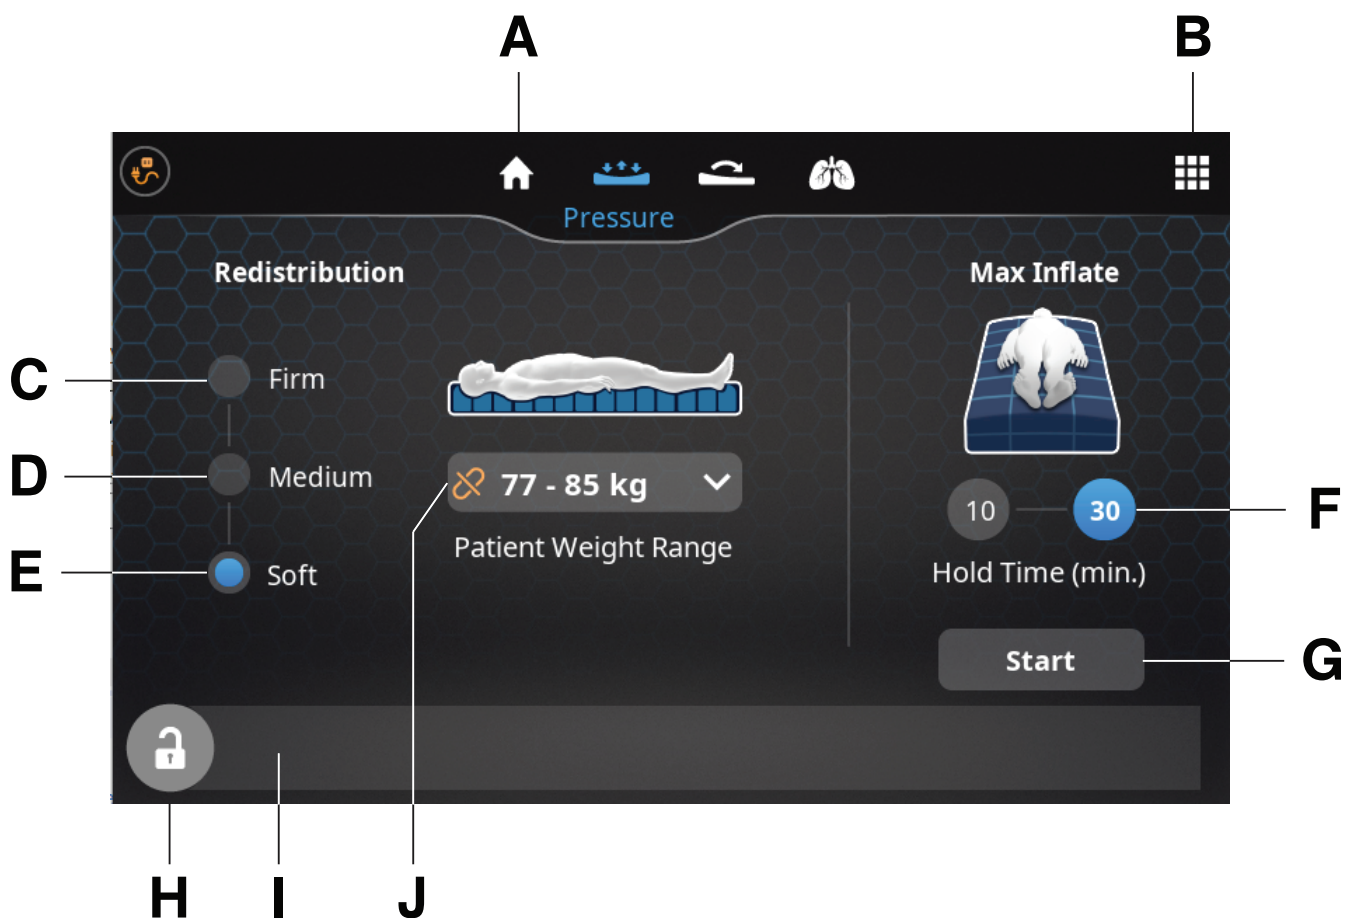 A
B
Pressure
Redistribution
Max Inflate
C
Firm
D
Medium
77 - 85 kg
Patient Weight Range
10
30
F
Hold Time (min.)
E
Soft
Start
G
H
I
J